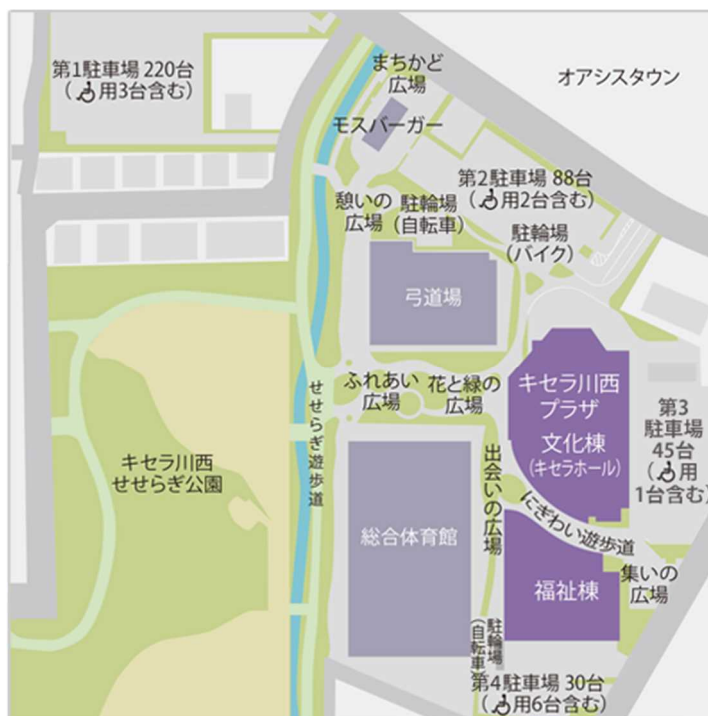 第1駐車場 220台
(♿用3台含む)
まちかど
広場
オアシスタウン
モスバーガー
第2駐車場 88台
(♿用2台含む)
憩いの
広場
駐輪場
(自転車)
駐輪場
(バイク)
弓道場
ふれあい
広場
花と緑の
広場
キセラ川西
プラザ
文化棟
(キセラホール)
第3
駐車場
45台
(♿用
1台含む)
せせらぎ遊歩道
キセラ川西
せせらぎ公園
出会いの広場
にぎわい遊歩道
総合体育館
福祉棟
集いの
広場
駐輪場
(自転車)
第4駐車場 30台
(♿用6台含む)